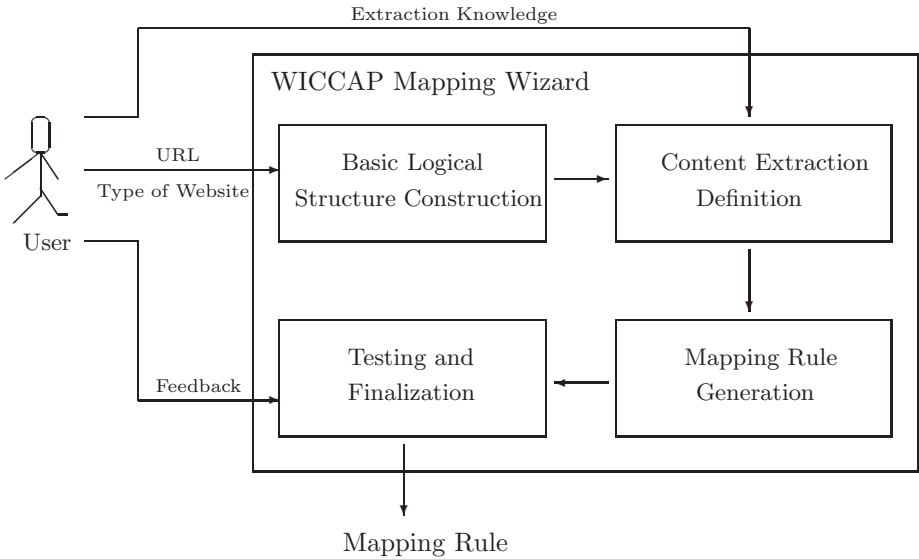 Extraction Knowledge
WICCAP Mapping Wizard
URL
Type of Website
User
Basic Logical
Structure Construction
Content Extraction
Definition
Feedback
Testing and
Finalization
Mapping Rule
Generation
Mapping Rule